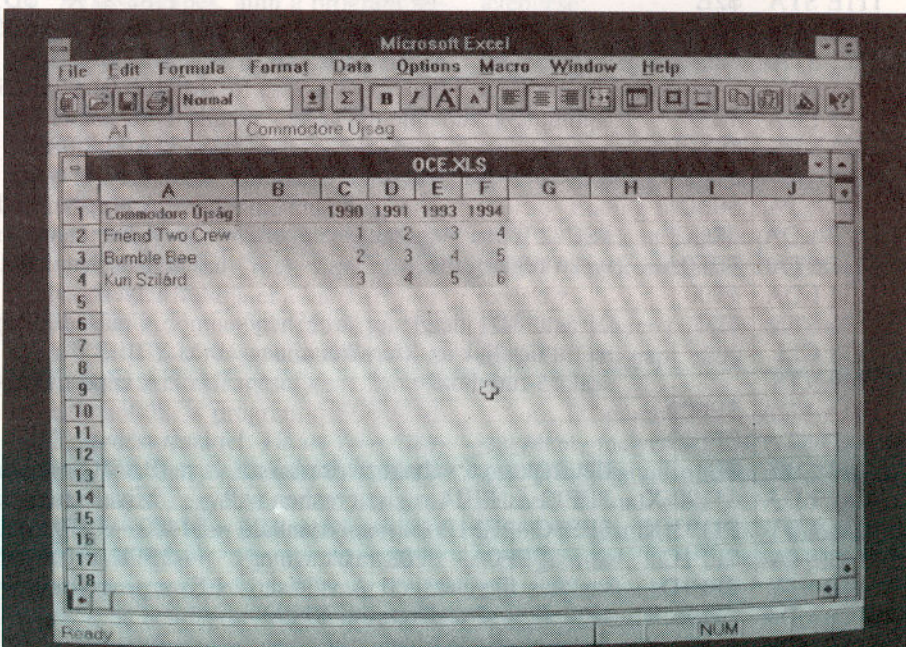 Microsoft Excel
File Edit Formula Format Data Options Macro Window Help
Normal Σ B I A A
A1 Commodore Újság
OCE.XLS
A B C D E F G H I J
1 Commodore Újság 1990 1991 1993 1994
2 Friend Two Crew 1 2 3 4
3 Bumble Bee 2 3 4 5
4 Kun Szilárd 3 4 5 6
5
6
7
8
9
10
11
12
13
14
15
16
17
18
Ready NUM